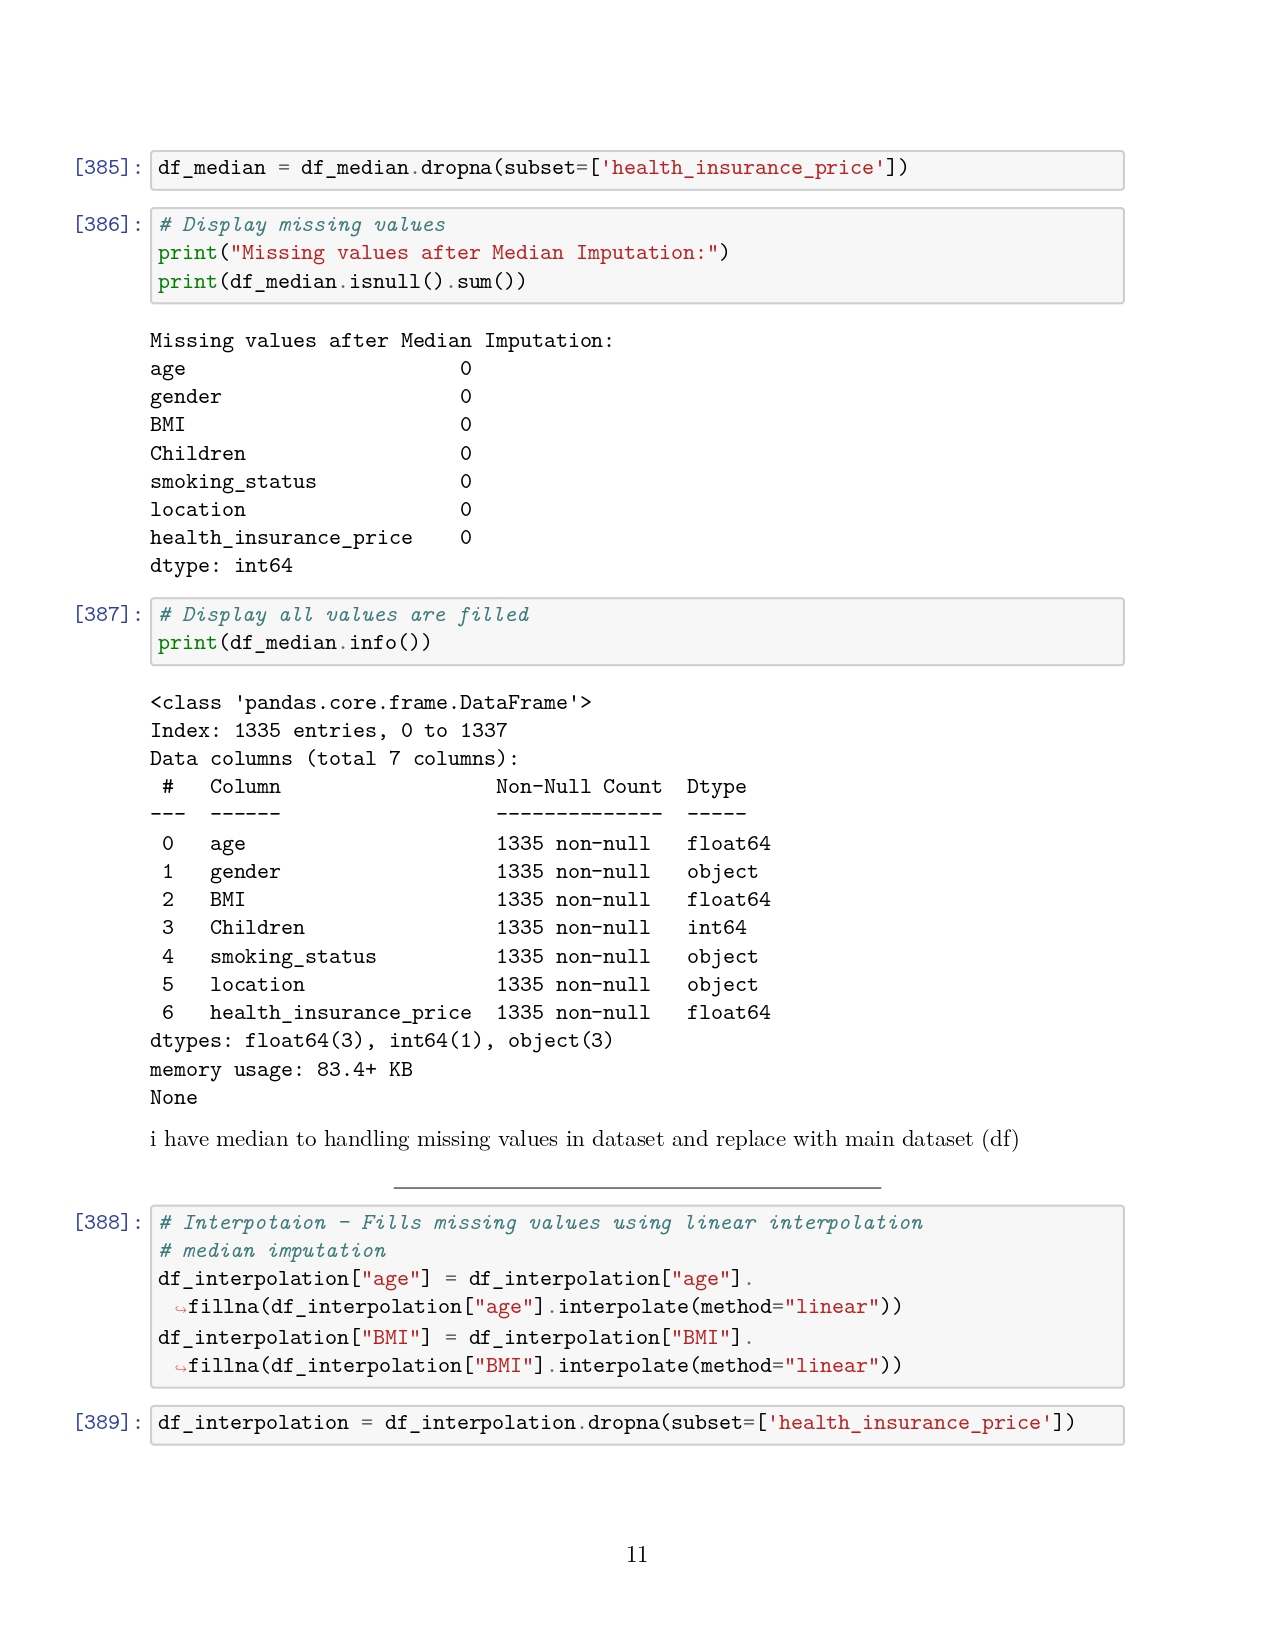 [385]: df_median = df_median.dropna(subset=['health_insurance_price'])
[386]: # Display missing values
print("Missing values after Median Imputation:")
print(df_median.isnull().sum())
Missing values after Median Imputation:
age                       0
gender                    0
BMI                       0
Children                  0
smoking_status            0
location                  0
health_insurance_price    0
dtype: int64
[387]: # Display all values are filled
print(df_median.info())
<class 'pandas.core.frame.DataFrame'>
Index: 1335 entries, 0 to 1337
Data columns (total 7 columns):
 #   Column                  Non-Null Count  Dtype
---  ------                  --------------  -----
 0   age                     1335 non-null   float64
 1   gender                  1335 non-null   object
 2   BMI                     1335 non-null   float64
 3   Children                1335 non-null   int64
 4   smoking_status          1335 non-null   object
 5   location                1335 non-null   object
 6   health_insurance_price  1335 non-null   float64
dtypes: float64(3), int64(1), object(3)
memory usage: 83.4+ KB
None
i have median to handling missing values in dataset and replace with main dataset (df)
[388]: # Interpotaion - Fills missing values using linear interpolation
# median imputation
df_interpolation["age"] = df_interpolation["age"].
↪fillna(df_interpolation["age"].interpolate(method="linear"))
df_interpolation["BMI"] = df_interpolation["BMI"].
↪fillna(df_interpolation["BMI"].interpolate(method="linear"))
[389]: df_interpolation = df_interpolation.dropna(subset=['health_insurance_price'])
11